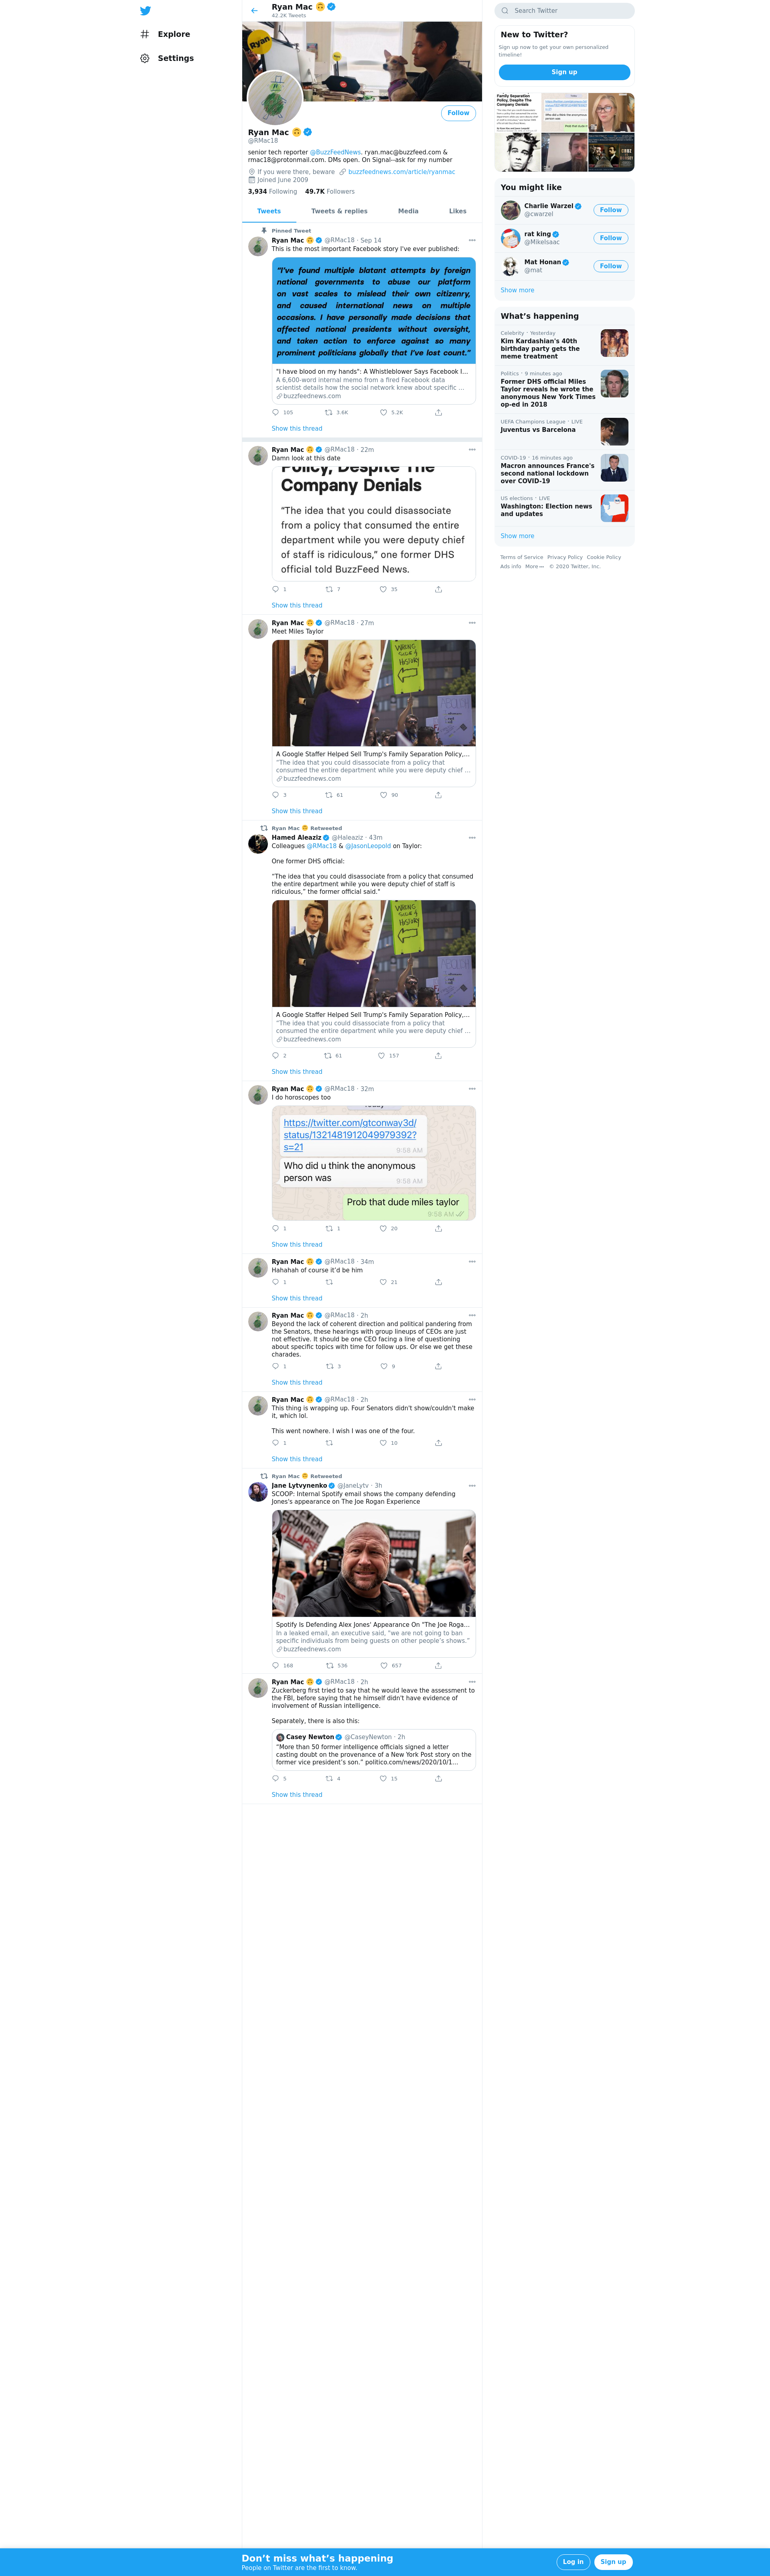 Explore
Settings
Ryan Mac 🙃
42.2K Tweets
Ryan
Follow
Ryan Mac 🙃
@RMac18
senior tech reporter @BuzzFeedNews. ryan.mac@buzzfeed.com &
rmac18@protonmail.com. DMs open. On Signal--ask for my number
If you were there, beware buzzfeednews.com/article/ryanmac
Joined June 2009
3,934 Following 49.7K Followers
Tweets Tweets & replies Media Likes
Pinned Tweet
Ryan Mac 🙃 @RMac18 · Sep 14
This is the most important Facebook story I've ever published:
"I've found multiple blatant attempts by foreign
national governments to abuse our platform
on vast scales to mislead their own citizenry,
and caused international news on multiple
occasions. I have personally made decisions that
affected national presidents without oversight,
and taken action to enforce against so many
prominent politicians globally that I've lost count."
"I have blood on my hands": A Whistleblower Says Facebook I...
A 6,600-word internal memo from a fired Facebook data
scientist details how the social network knew about specific ...
buzzfeednews.com
105 3.6K 5.2K
Show this thread
Ryan Mac 🙃 @RMac18 · 22m
Damn look at this date
Policy, Despite The
Company Denials
"The idea that you could disassociate
from a policy that consumed the entire
department while you were deputy chief
of staff is ridiculous," one former DHS
official told BuzzFeed News.
1 7 35
Show this thread
Ryan Mac 🙃 @RMac18 · 27m
Meet Miles Taylor
WRONG
SIDE of
HISTORY
A Google Staffer Helped Sell Trump's Family Separation Policy,...
"The idea that you could disassociate from a policy that
consumed the entire department while you were deputy chief ...
buzzfeednews.com
3 61 90
Show this thread
Ryan Mac 🙃 Retweeted
Hamed Aleaziz @Haleaziz · 43m
Colleagues @RMac18 & @JasonLeopold on Taylor:
One former DHS official:
"The idea that you could disassociate from a policy that consumed
the entire department while you were deputy chief of staff is
ridiculous," the former official said."
WRONG
SIDE of
HISTORY
A Google Staffer Helped Sell Trump's Family Separation Policy,...
"The idea that you could disassociate from a policy that
consumed the entire department while you were deputy chief ...
buzzfeednews.com
2 61 157
Show this thread
Ryan Mac 🙃 @RMac18 · 32m
I do horoscopes too
Today
https://twitter.com/gtconway3d/
status/1321481912049979392?
s=21
9:58 AM
Who did u think the anonymous
person was
9:58 AM
Prob that dude miles taylor
9:58 AM
1 1 20
Show this thread
Ryan Mac 🙃 @RMac18 · 34m
Hahahah of course it'd be him
1 21
Show this thread
Ryan Mac 🙃 @RMac18 · 2h
Beyond the lack of coherent direction and political pandering from
the Senators, these hearings with group lineups of CEOs are just
not effective. It should be one CEO facing a line of questioning
about specific topics with time for follow ups. Or else we get these
charades.
1 3 9
Show this thread
Ryan Mac 🙃 @RMac18 · 2h
This thing is wrapping up. Four Senators didn't show/couldn't make
it, which lol.
This went nowhere. I wish I was one of the four.
1 10
Show this thread
Ryan Mac 🙃 Retweeted
Jane Lytvynenko @JaneLytv · 3h
SCOOP: Internal Spotify email shows the company defending
Jones's appearance on The Joe Rogan Experience
Spotify Is Defending Alex Jones' Appearance On "The Joe Roga...
In a leaked email, an executive said, "we are not going to ban
specific individuals from being guests on other people's shows."
buzzfeednews.com
168 536 657
Ryan Mac 🙃 @RMac18 · 2h
Zuckerberg first tried to say that he would leave the assessment to
the FBI, before saying that he himself didn't have evidence of
involvement of Russian intelligence.
Separately, there is also this:
Casey Newton @CaseyNewton · 2h
"More than 50 former intelligence officials signed a letter
casting doubt on the provenance of a New York Post story on the
former vice president's son." politico.com/news/2020/10/1...
5 4 15
Show this thread
Search Twitter
New to Twitter?
Sign up now to get your own personalized
timeline!
Sign up
Family Separation
Policy, Despite The
Company Denials
You might like
Charlie Warzel
@cwarzel
Follow
rat king
@MikeIsaac
Follow
Mat Honan
@mat
Follow
Show more
What's happening
Celebrity · Yesterday
Kim Kardashian's 40th
birthday party gets the
meme treatment
Politics · 9 minutes ago
Former DHS official Miles
Taylor reveals he wrote the
anonymous New York Times
op-ed in 2018
UEFA Champions League · LIVE
Juventus vs Barcelona
COVID-19 · 16 minutes ago
Macron announces France's
second national lockdown
over COVID-19
US elections · LIVE
Washington: Election news
and updates
Show more
Terms of Service Privacy Policy Cookie Policy
Ads info More © 2020 Twitter, Inc.
Don't miss what's happening
People on Twitter are the first to know.
Log in
Sign up